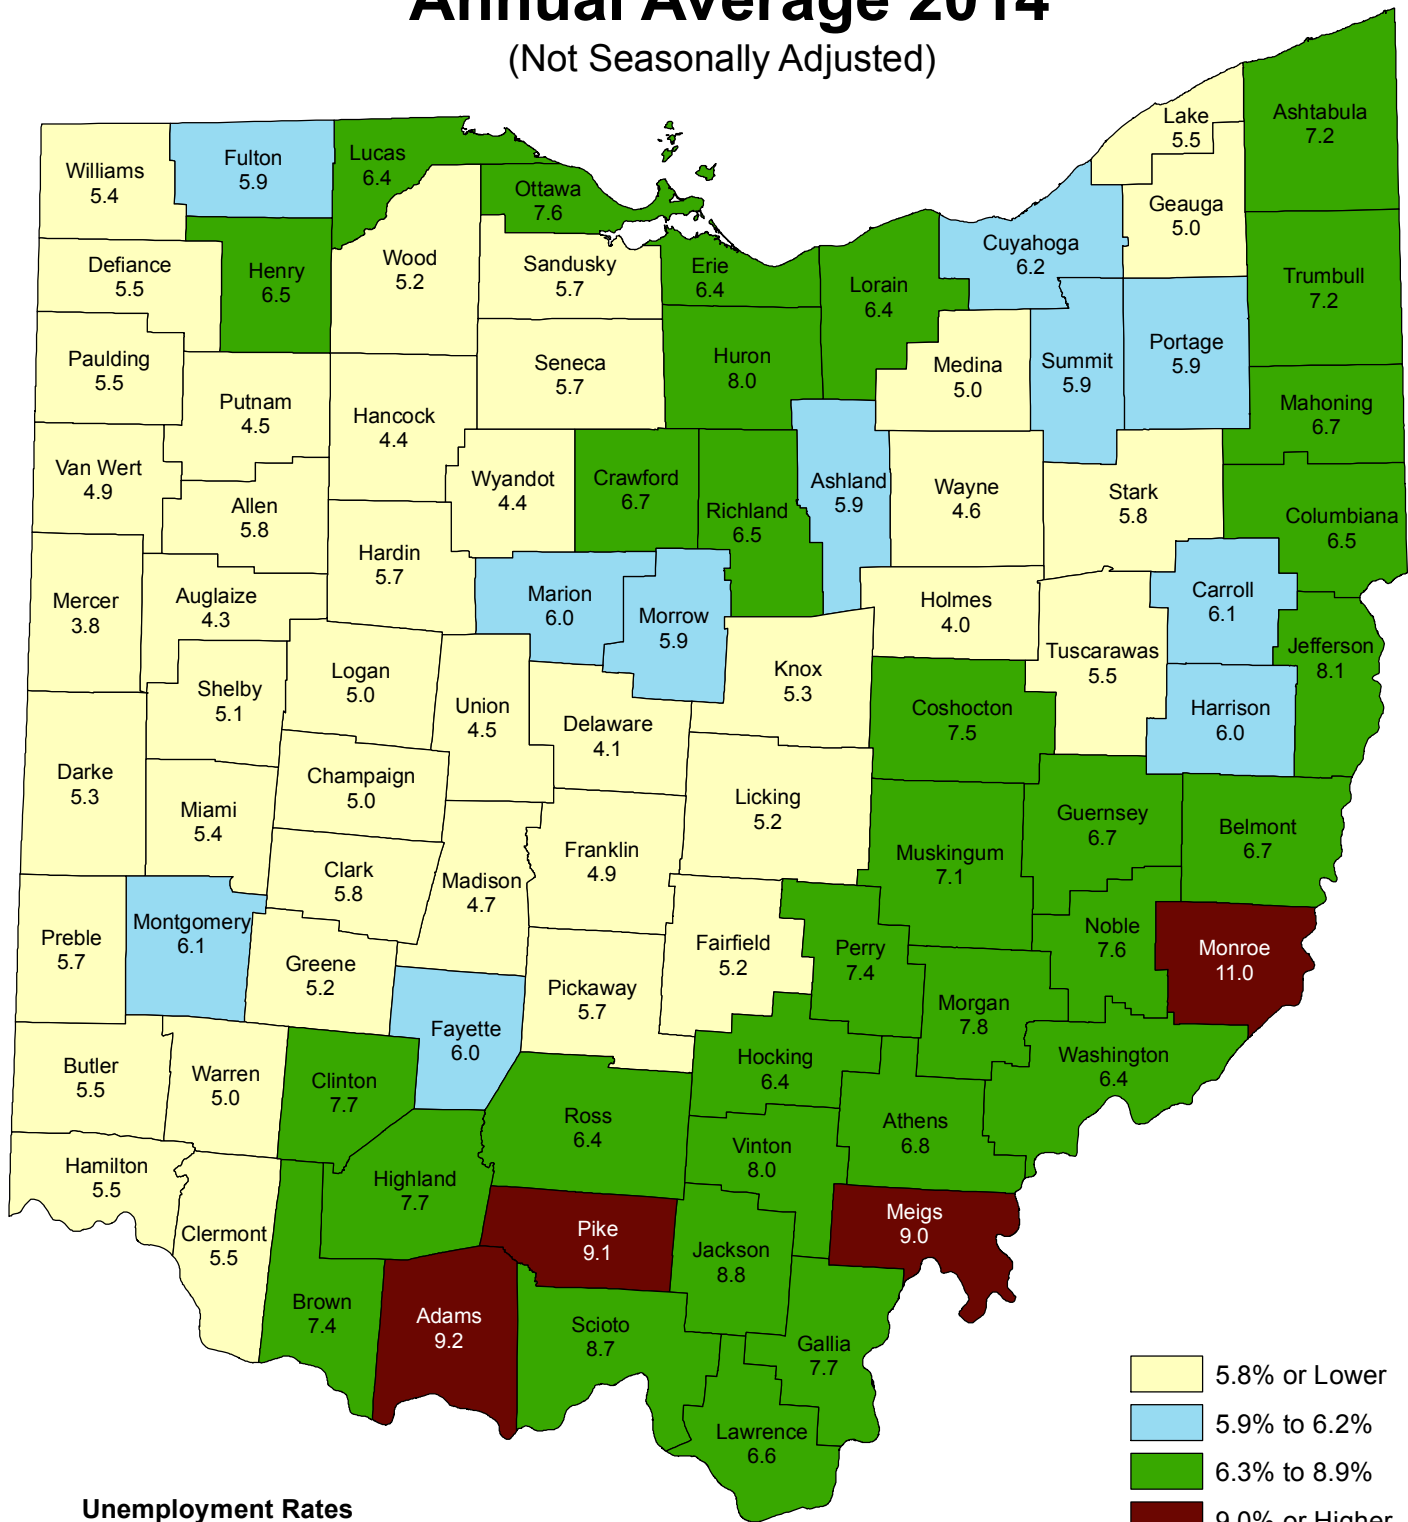 Annual Average 2014
(Not Seasonally Adjusted)
Lake
5.5
Ashtabula
7.2
Williams
5.4
Fulton
5.9
Lucas
6.4
Ottawa
7.6
Geauga
5.0
Cuyahoga
6.2
Defiance
5.5
Henry
6.5
Wood
5.2
Sandusky
5.7
Erie
6.4
Lorain
6.4
Trumbull
7.2
Paulding
5.5
Putnam
4.5
Hancock
4.4
Seneca
5.7
Huron
8.0
Medina
5.0
Summit
5.9
Portage
5.9
Mahoning
6.7
Van Wert
4.9
Allen
5.8
Wyandot
4.4
Crawford
6.7
Richland
6.5
Ashland
5.9
Wayne
4.6
Stark
5.8
Columbiana
6.5
Mercer
3.8
Auglaize
4.3
Hardin
5.7
Marion
6.0
Morrow
5.9
Holmes
4.0
Tuscarawas
5.5
Carroll
6.1
Jefferson
8.1
Shelby
5.1
Logan
5.0
Union
4.5
Delaware
4.1
Knox
5.3
Coshocton
7.5
Harrison
6.0
Darke
5.3
Miami
5.4
Champaign
5.0
Licking
5.2
Guernsey
6.7
Belmont
6.7
Clark
5.8
Madison
4.7
Franklin
4.9
Muskingum
7.1
Preble
5.7
Montgomery
6.1
Greene
5.2
Fairfield
5.2
Perry
7.4
Noble
7.6
Monroe
11.0
Fayette
6.0
Pickaway
5.7
Morgan
7.8
Butler
5.5
Warren
5.0
Clinton
7.7
Hocking
6.4
Washington
6.4
Ross
6.4
Athens
6.8
Hamilton
5.5
Highland
7.7
Vinton
8.0
Clermont
5.5
Pike
9.1
Jackson
8.8
Meigs
9.0
Brown
7.4
Adams
9.2
Scioto
8.7
Gallia
7.7
Lawrence
6.6
5.8% or Lower
5.9% to 6.2%
6.3% to 8.9%
9.0% or Higher
Unemployment Rates